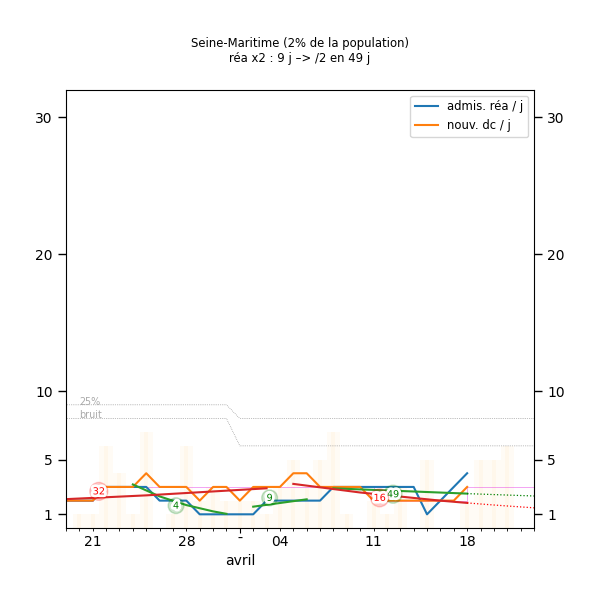 Seine-Maritime (2% de la population)
réa x2 : 9 j –> /2 en 49 j
admis. réa / j
nouv. dc / j
30 30
20 20
10 10
25%
bruit
5 5
32 4 9 16 49
1 1
21 28 - 04 11 18
avril